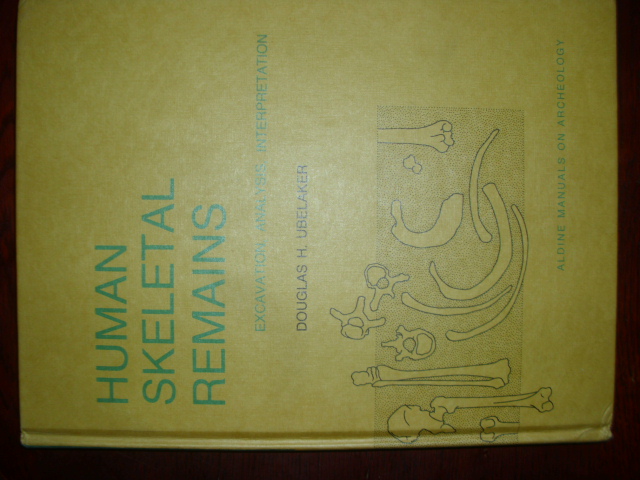 HUMAN
SKELETAL
REMAINS
EXCAVATION, ANALYSIS, INTERPRETATION
DOUGLAS H. UBELAKER
ALDINE MANUALS ON ARCHEOLOGY